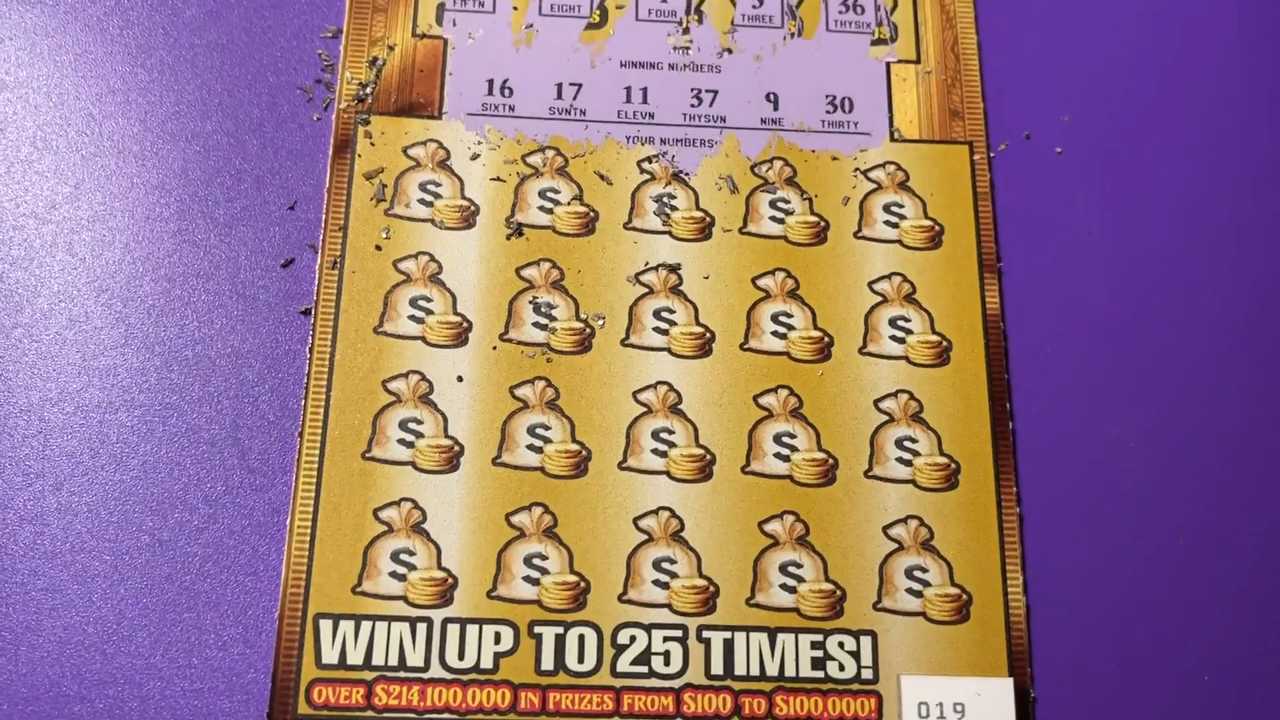 FIFTN EIGHT FOUR THREE THYSIX
36
WINNING NUMBERS
16 17 11 37 9 30
SIXTN SVNTN ELEVN THYSVN NINE THIRTY
YOUR NUMBERS
$ $ $ $ $
$ $ $ $ $
$ $ $ $ $
$ $ $ $ $
WIN UP TO 25 TIMES!
OVER $214,100,000 IN PRIZES FROM $100 TO $100,000!
019